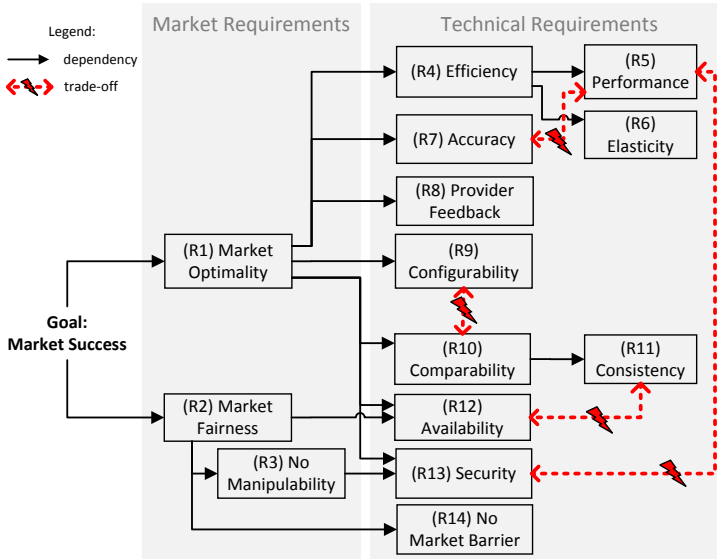 Legend:
dependency
trade-off
Market Requirements
Technical Requirements
Goal:
Market Success
(R1) Market
Optimality
(R2) Market
Fairness
(R3) No
Manipulability
(R4) Efficiency
(R5)
Performance
(R6)
Elasticity
(R7) Accuracy
(R8) Provider
Feedback
(R9)
Configurability
(R10)
Comparability
(R11)
Consistency
(R12)
Availability
(R13) Security
(R14) No
Market Barrier